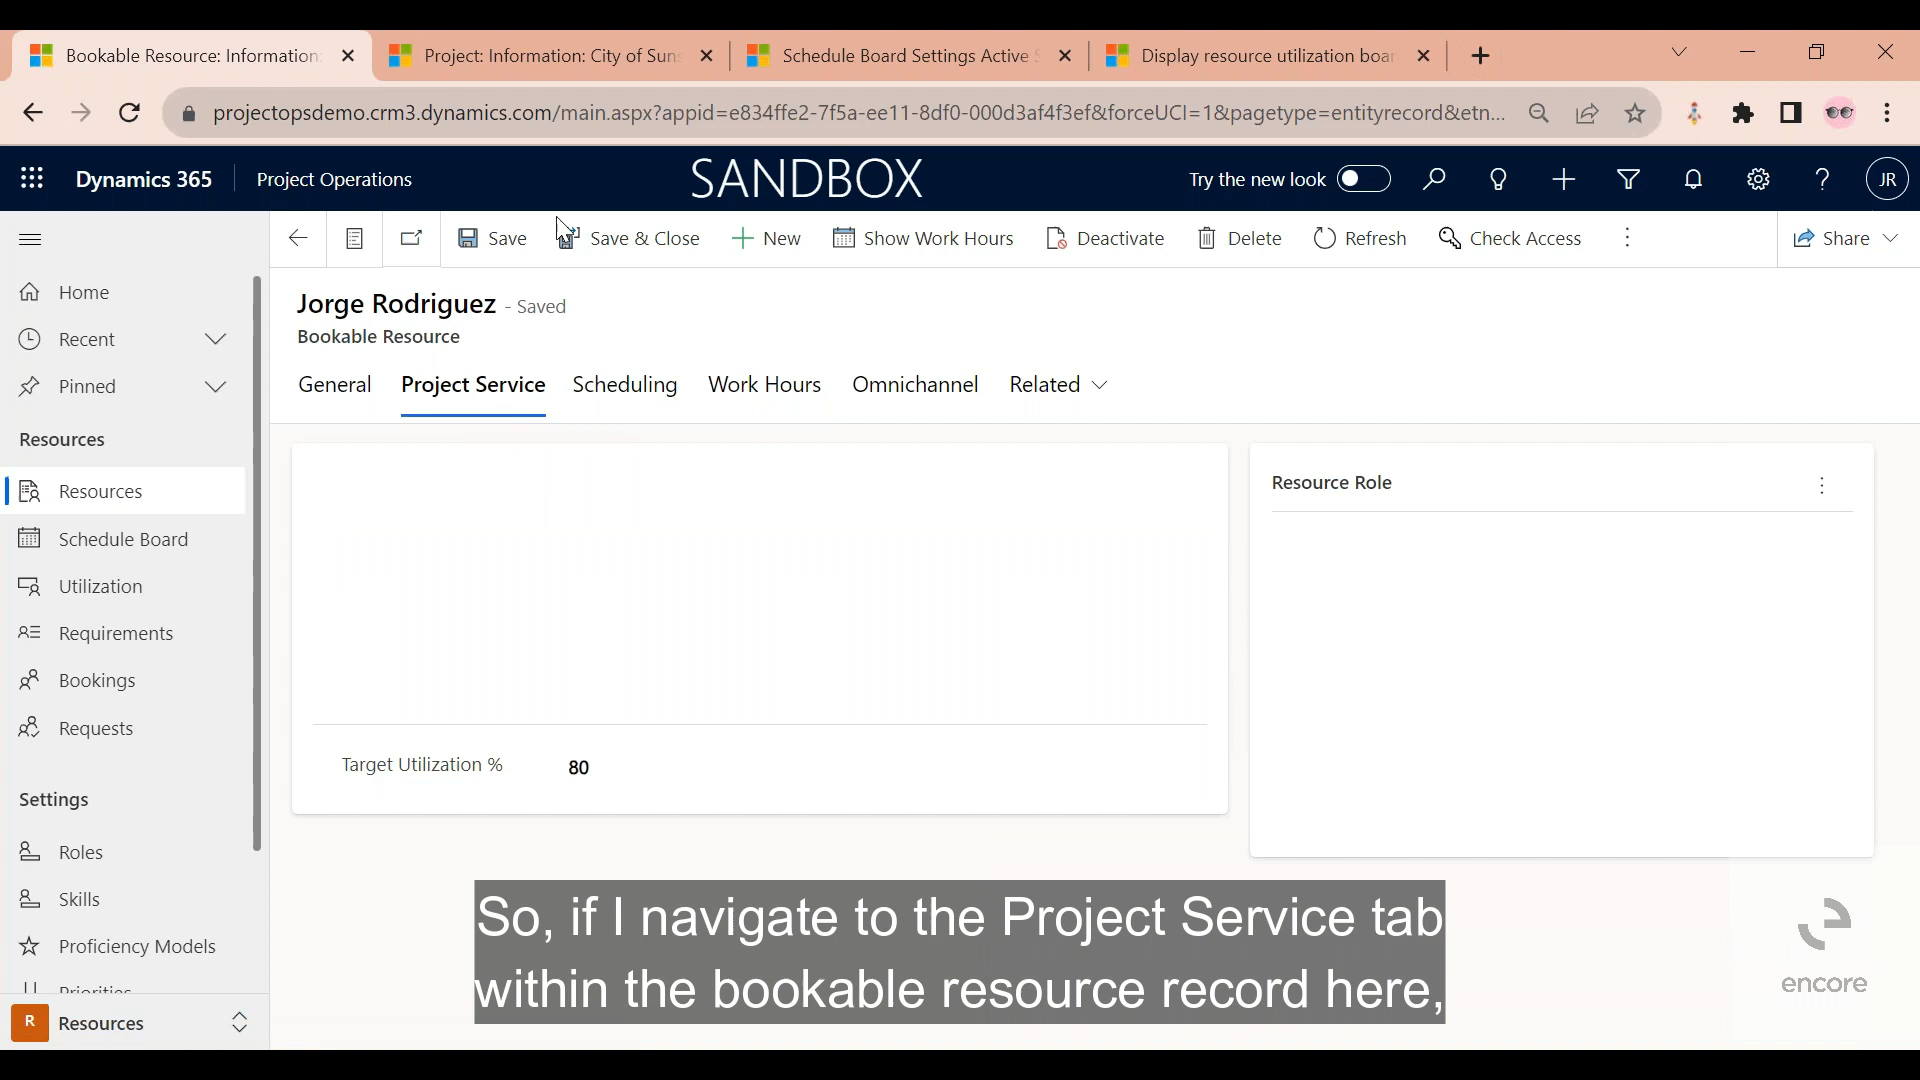 Bookable Resource: Information:
Project: Information: City of Suns
Schedule Board Settings Active S
Display resource utilization boar
projectopsdemo.crm3.dynamics.com/main.aspx?appid=e834ffe2-7f5a-ee11-8df0-000d3af4f3ef&forceUCI=1&pagetype=entityrecord&etn...
Dynamics 365
Project Operations
SANDBOX
Try the new look
JR
Save
Save & Close
New
Show Work Hours
Deactivate
Delete
Refresh
Check Access
Share
Home
Recent
Pinned
Resources
Resources
Schedule Board
Utilization
Requirements
Bookings
Requests
Settings
Roles
Skills
Proficiency Models
Priorities
R Resources
Jorge Rodriguez - Saved
Bookable Resource
General Project Service Scheduling Work Hours Omnichannel Related
Target Utilization % 80
Resource Role
So, if I navigate to the Project Service tab
within the bookable resource record here,
encore